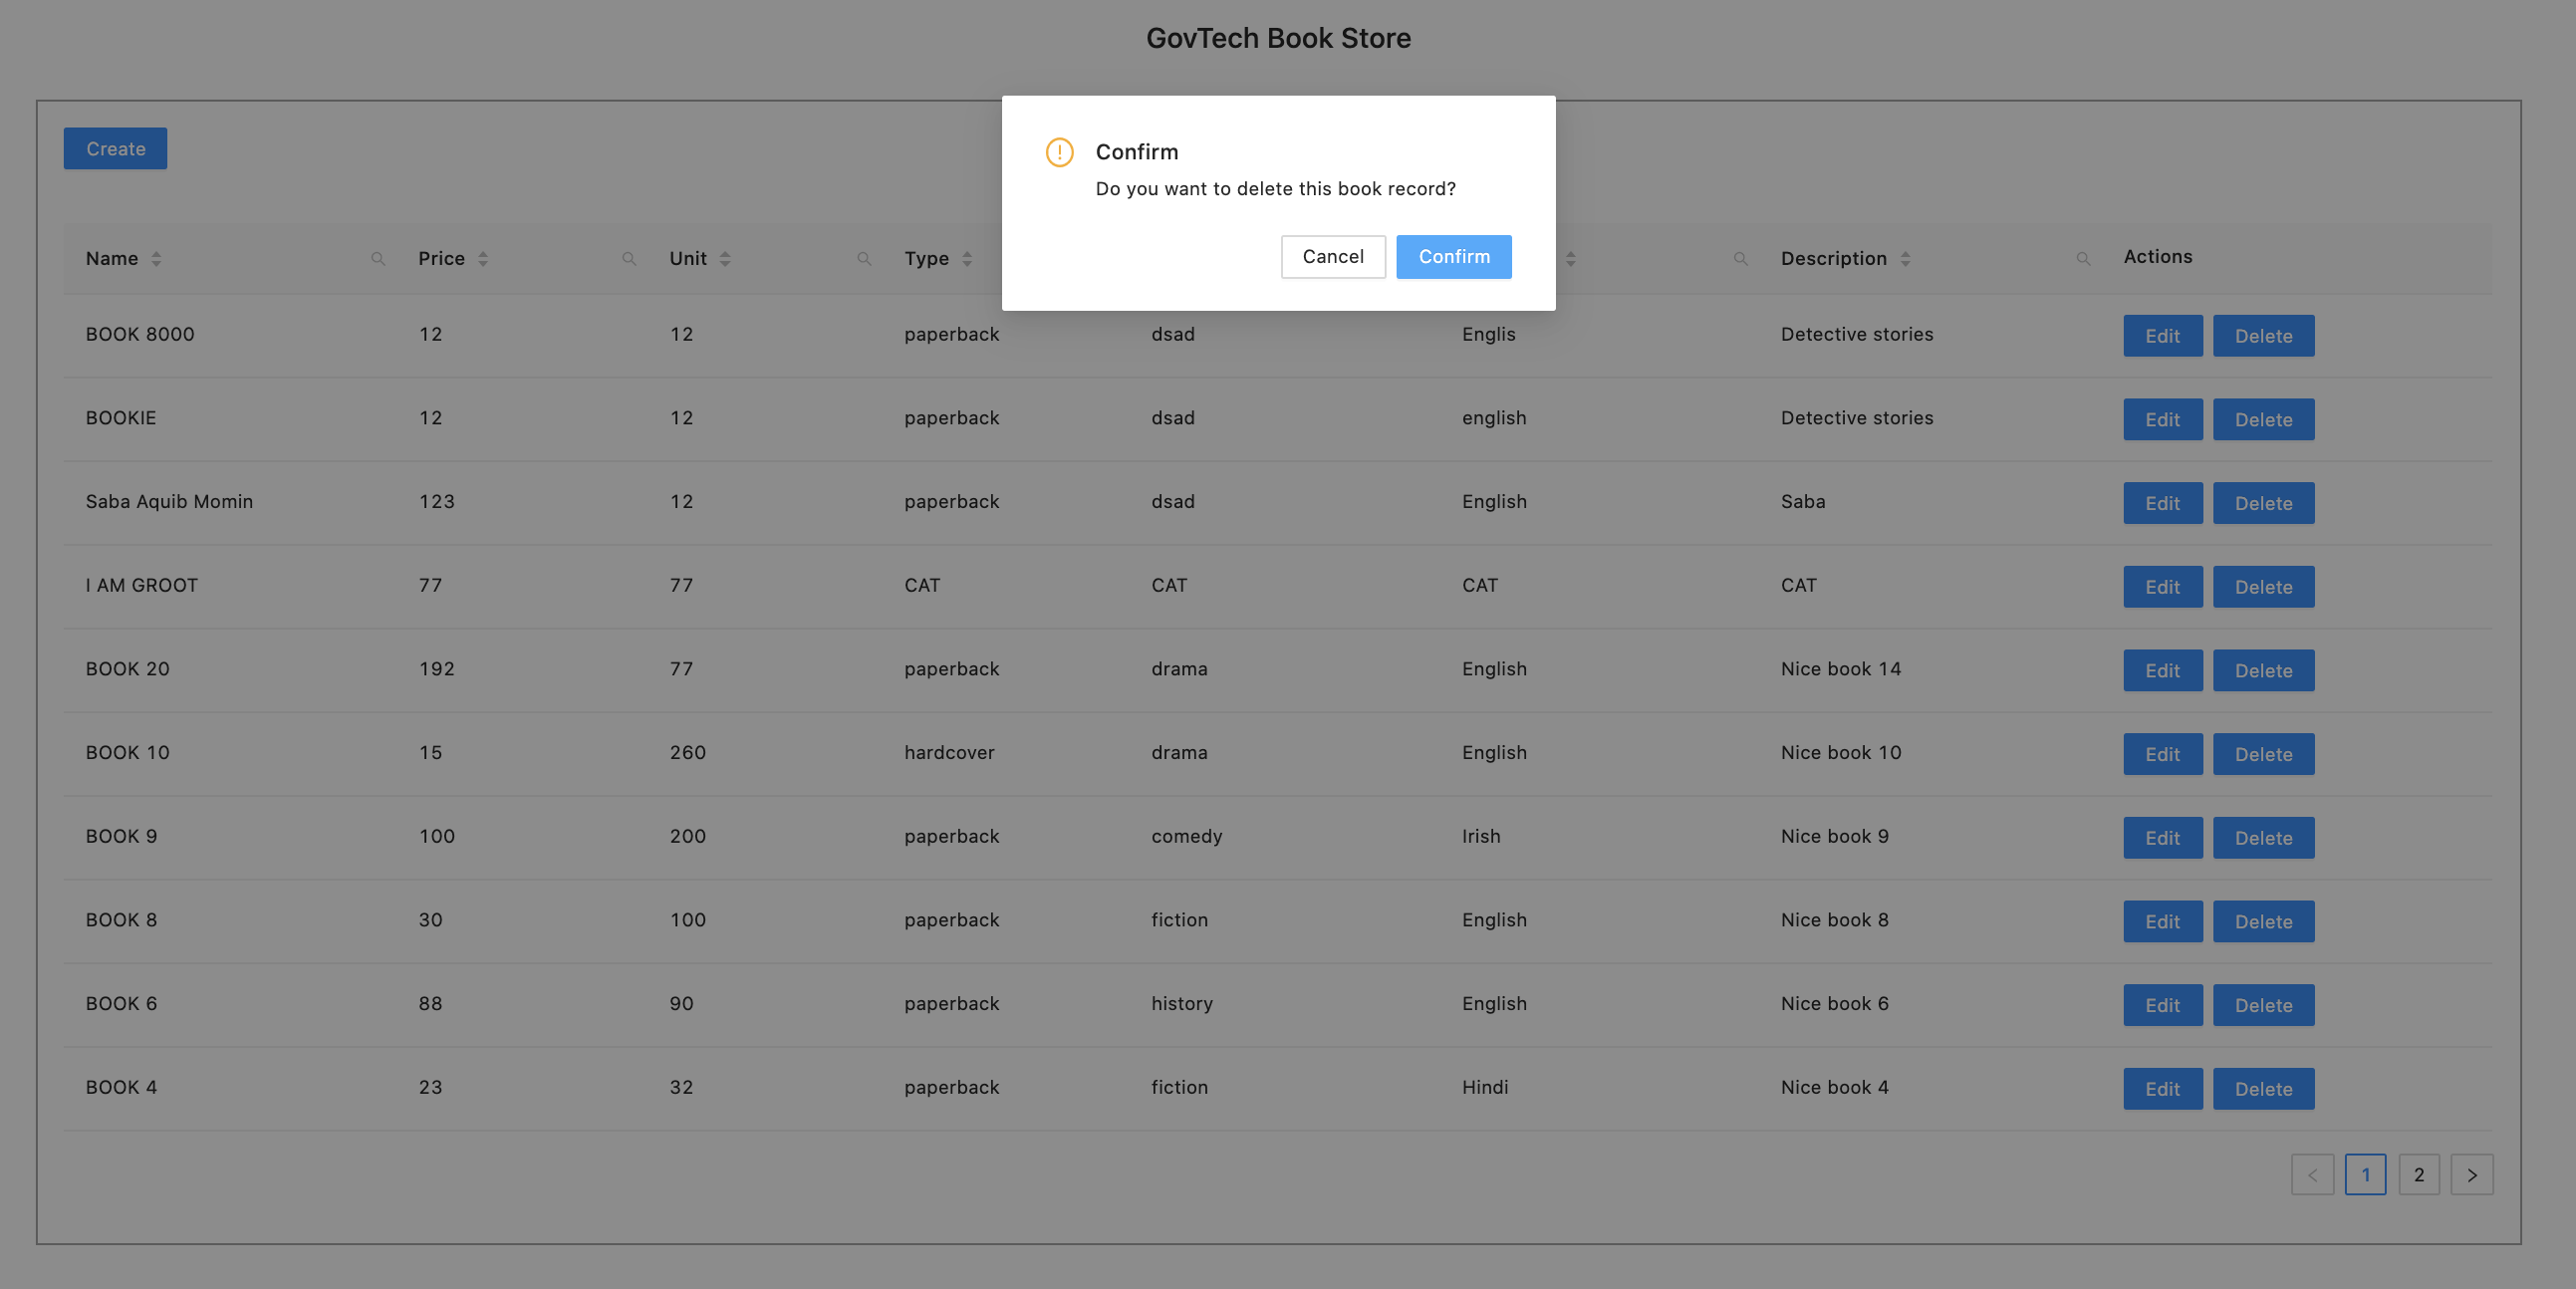 GovTech Book Store
Create
Confirm
Do you want to delete this book record?
Cancel Confirm
Name Price Unit Type Description Actions
BOOK 8000 12 12 paperback dsad Englis Detective stories Edit Delete
BOOKIE 12 12 paperback dsad english Detective stories Edit Delete
Saba Aquib Momin 123 12 paperback dsad English Saba Edit Delete
I AM GROOT 77 77 CAT CAT CAT CAT Edit Delete
BOOK 20 192 77 paperback drama English Nice book 14 Edit Delete
BOOK 10 15 260 hardcover drama English Nice book 10 Edit Delete
BOOK 9 100 200 paperback comedy Irish Nice book 9 Edit Delete
BOOK 8 30 100 paperback fiction English Nice book 8 Edit Delete
BOOK 6 88 90 paperback history English Nice book 6 Edit Delete
BOOK 4 23 32 paperback fiction Hindi Nice book 4 Edit Delete
< 1 2 >